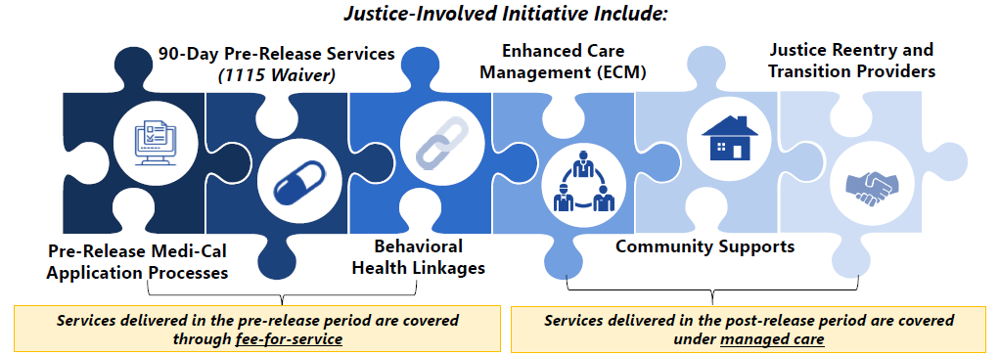 Justice-Involved Initiative Include:
90-Day Pre-Release Services
(1115 Waiver)
Enhanced Care
Management (ECM)
Justice Reentry and
Transition Providers
Pre-Release Medi-Cal
Application Processes
Behavioral
Health Linkages
Community Supports
Services delivered in the pre-release period are covered
through fee-for-service
Services delivered in the post-release period are covered
under managed care